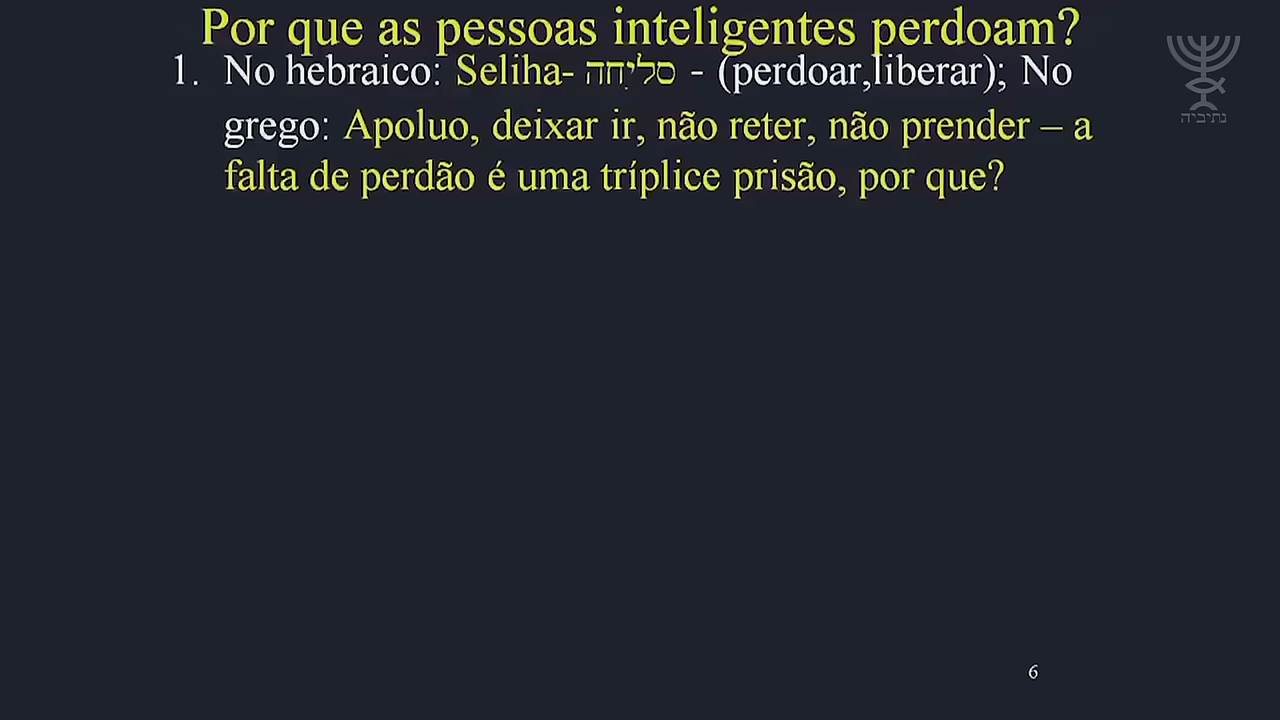 Por que as pessoas inteligentes perdoam?
1. No hebraico: Seliha- סליחה - (perdoar,liberar); No
grego: Apoluo, deixar ir, não reter, não prender – a
falta de perdão é uma tríplice prisão, por que?
נתיביה
6